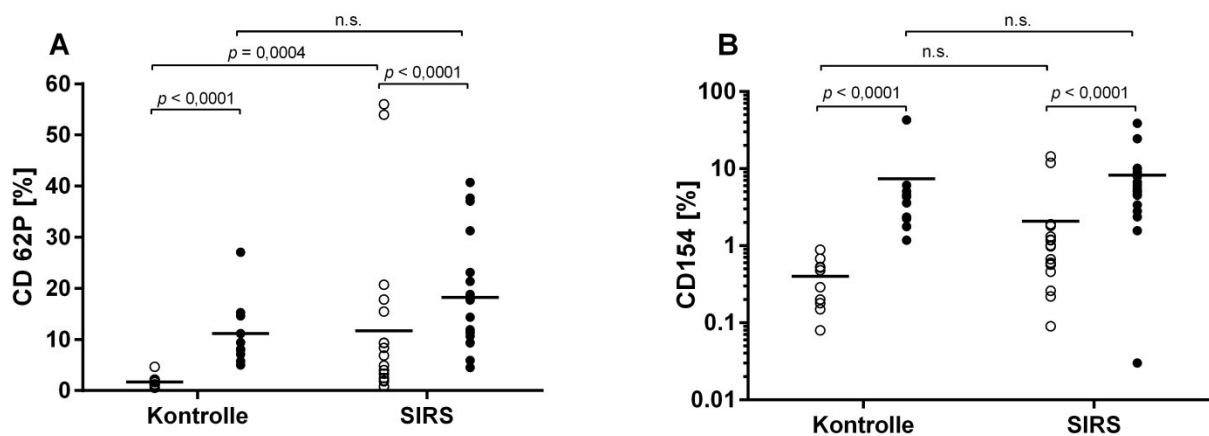 A
n.s.
p = 0,0004
p < 0,0001
p < 0,0001
CD 62P [%]
60
50
40
30
20
10
0
Kontrolle
SIRS
B
n.s.
n.s.
p < 0,0001
p < 0,0001
CD154 [%]
100
10
1
0.1
0.01
Kontrolle
SIRS